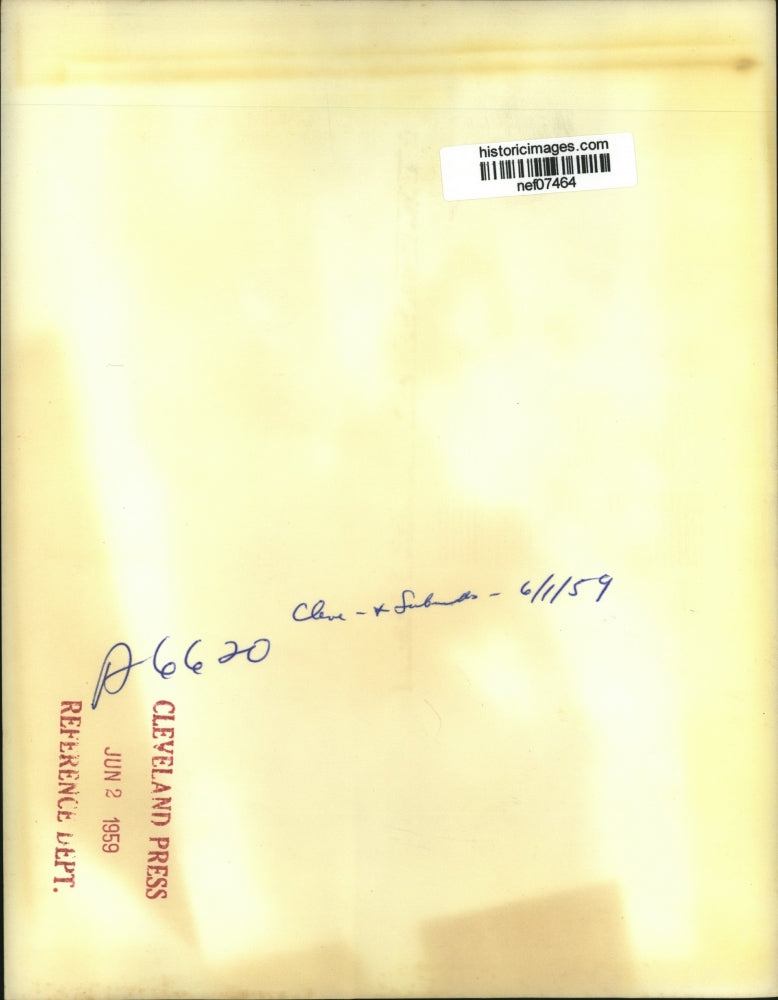 historicimages.com
nef07464
Cleve - & Suburbs - 6/1/59
A6620
CLEVELAND PRESS
JUN 2 1959
REFERENCE DEPT.